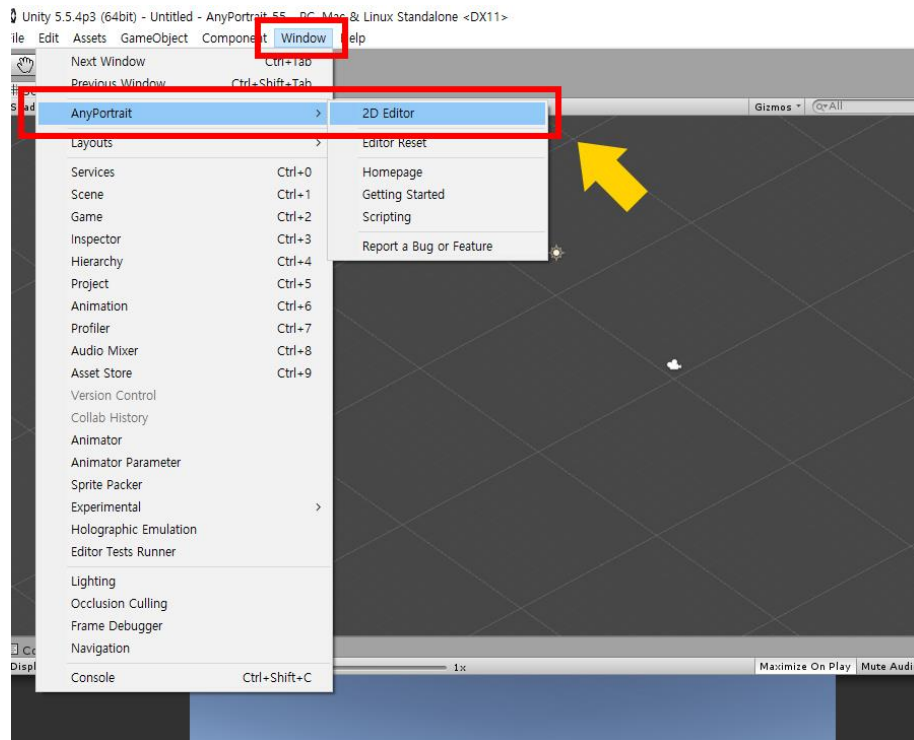 Unity 5.5.4p3 (64bit) - Untitled - AnyPortrait 55 - PC, Mac & Linux Standalone <DX11>
Edit Assets GameObject Component Window
Next Window Ctrl+Tab
Previous Window Ctrl+Shift+Tab
AnyPortrait > 2D Editor Gizmos All
Layouts > Editor Reset
Services Ctrl+0 Homepage
Scene Ctrl+1 Getting Started
Game Ctrl+2 Scripting
Inspector Ctrl+3 Report a Bug or Feature
Hierarchy Ctrl+4
Project Ctrl+5
Animation Ctrl+6
Profiler Ctrl+7
Audio Mixer Ctrl+8
Asset Store Ctrl+9
Version Control
Collab History
Animator
Animator Parameter
Sprite Packer
Experimental >
Holographic Emulation
Editor Tests Runner
Lighting
Occlusion Culling
Frame Debugger
Navigation
1x Maximize On Play Mute Audi
Console Ctrl+Shift+C